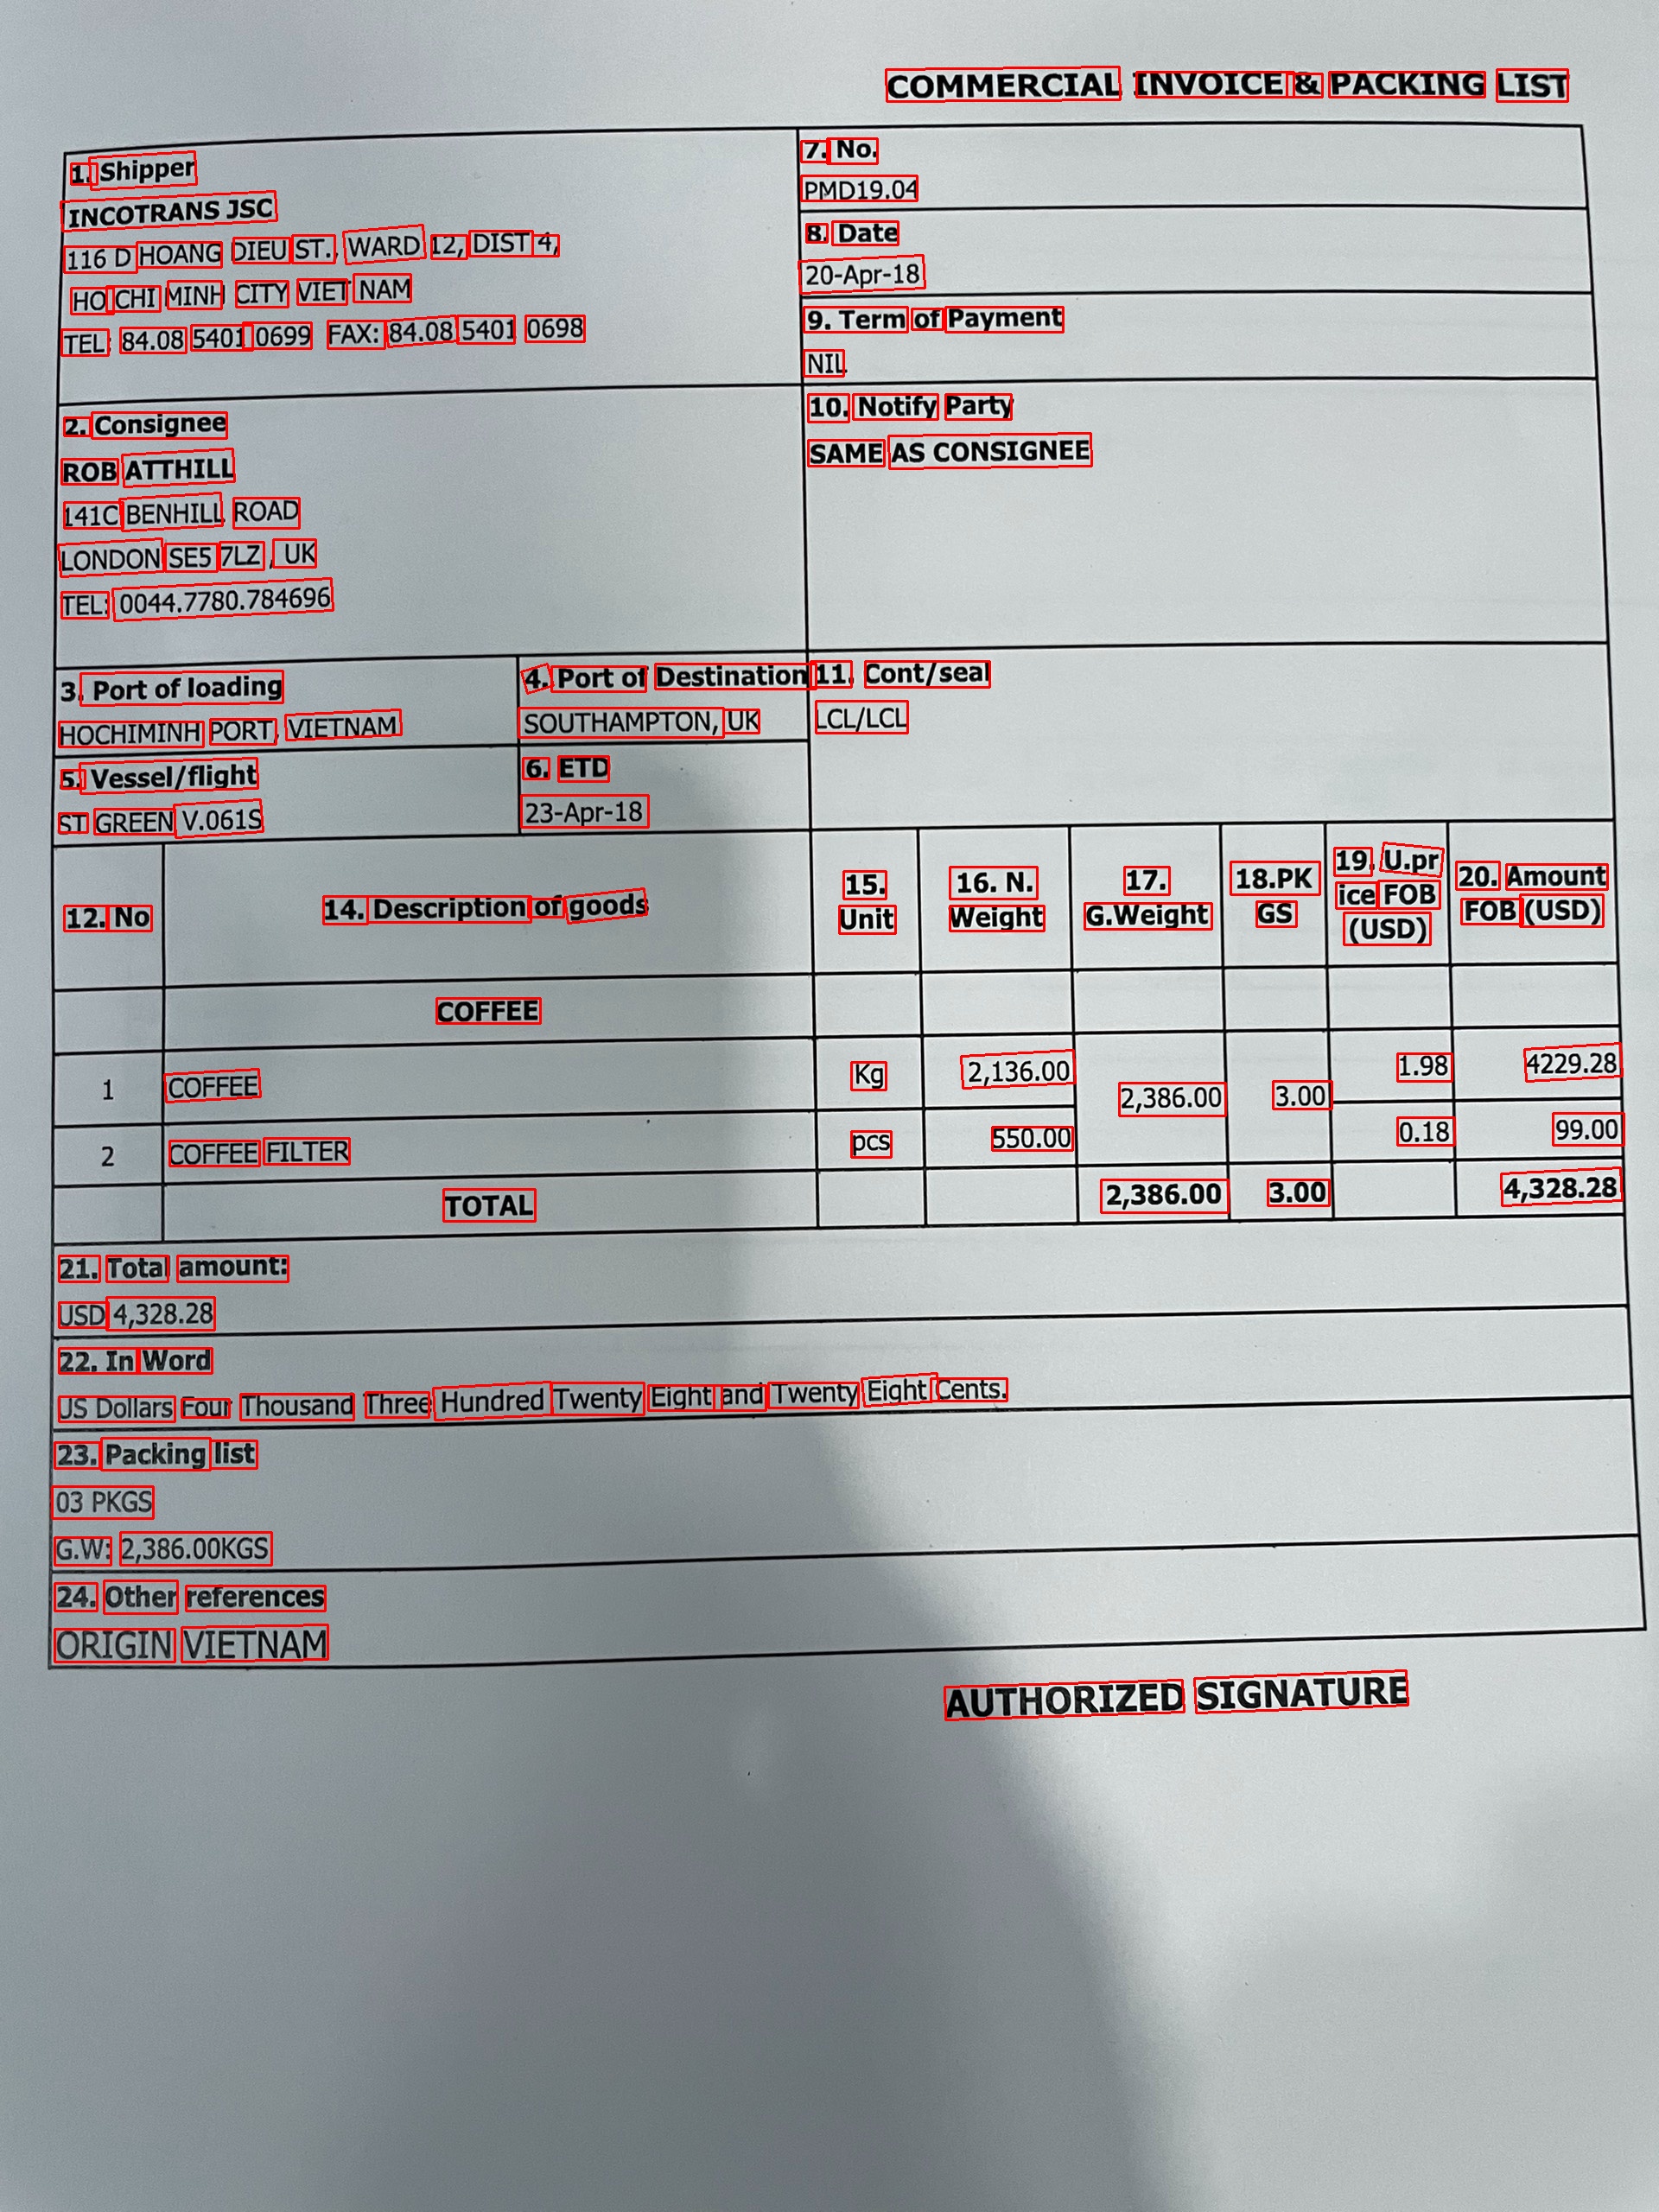 COMMERCIAL INVOICE & PACKING LIST
1. Shipper
INCOTRANS JSC
116 D HOANG DIEU ST., WARD 12, DIST 4,
HO CHI MINH CITY VIET NAM
TEL: 84.08 5401 0699 FAX: 84.08 5401 0698
7. No.
PMD19.04
8. Date
20-Apr-18
9. Term of Payment
NIL
2. Consignee
ROB ATTHILL
141C BENHILL ROAD
LONDON SE5 7LZ , UK
TEL: 0044.7780.784696
10. Notify Party
SAME AS CONSIGNEE
3. Port of loading
HOCHIMINH PORT, VIETNAM
4. Port of Destination
SOUTHAMPTON, UK
11. Cont/seal
LCL/LCL
5. Vessel/flight
ST GREEN V.061S
6. ETD
23-Apr-18
12. No
14. Description of goods
15.
Unit
16. N.
Weight
17.
G.Weight
18.PK
GS
19. U.pr
ice FOB
(USD)
20. Amount
FOB (USD)
COFFEE
1 COFFEE Kg 2,136.00 2,386.00 3.00 1.98 4229.28
2 COFFEE FILTER pcs 550.00 0.18 99.00
TOTAL 2,386.00 3.00 4,328.28
21. Total amount:
USD 4,328.28
22. In Word
US Dollars Four Thousand Three Hundred Twenty Eight and Twenty Eight Cents.
23. Packing list
03 PKGS
G.W: 2,386.00KGS
24. Other references
ORIGIN VIETNAM
AUTHORIZED SIGNATURE